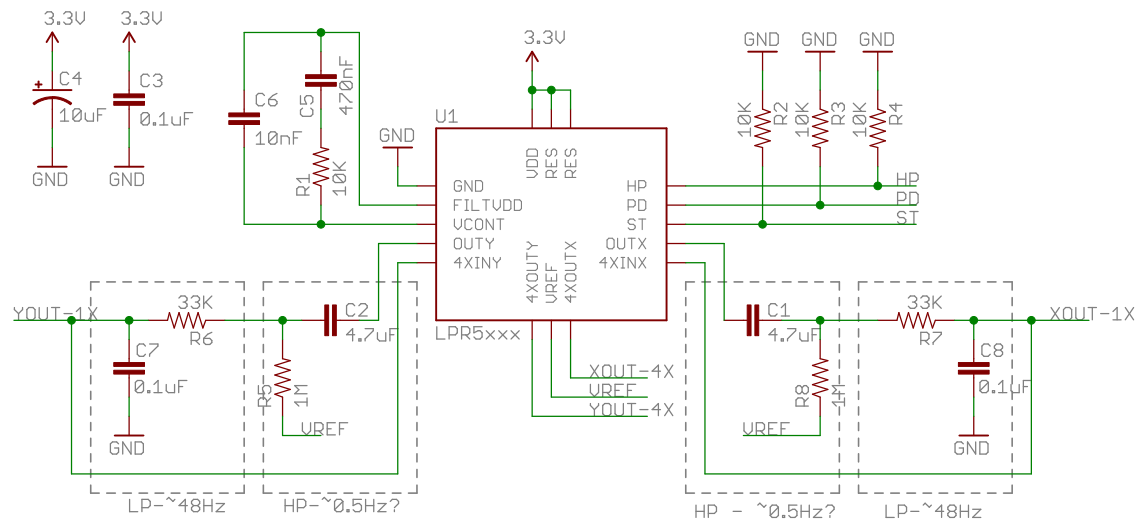 3.3V
3.3V
C4
10uF
C3
0.1uF
GND
GND
C6
10nF
C5
470nF
R1
10K
GND
3.3V
U1
VDD
RES
RES
GND
FILTVDD
VCONT
OUTY
4XINY
HP
PD
ST
OUTX
4XINX
4XOUTY
VREF
4XOUTX
LPR5xxx
GND
GND
GND
10K
R2
10K
R3
10K
R4
HP
PD
ST
YOUT-1X
33K
R6
C7
0.1uF
GND
C2
4.7uF
R5
1M
VREF
LP-~48Hz
HP-~0.5Hz?
XOUT-4X
VREF
YOUT-4X
C1
4.7uF
R8
1M
VREF
33K
R7
C8
0.1uF
GND
XOUT-1X
HP - ~0.5Hz?
LP-~48Hz